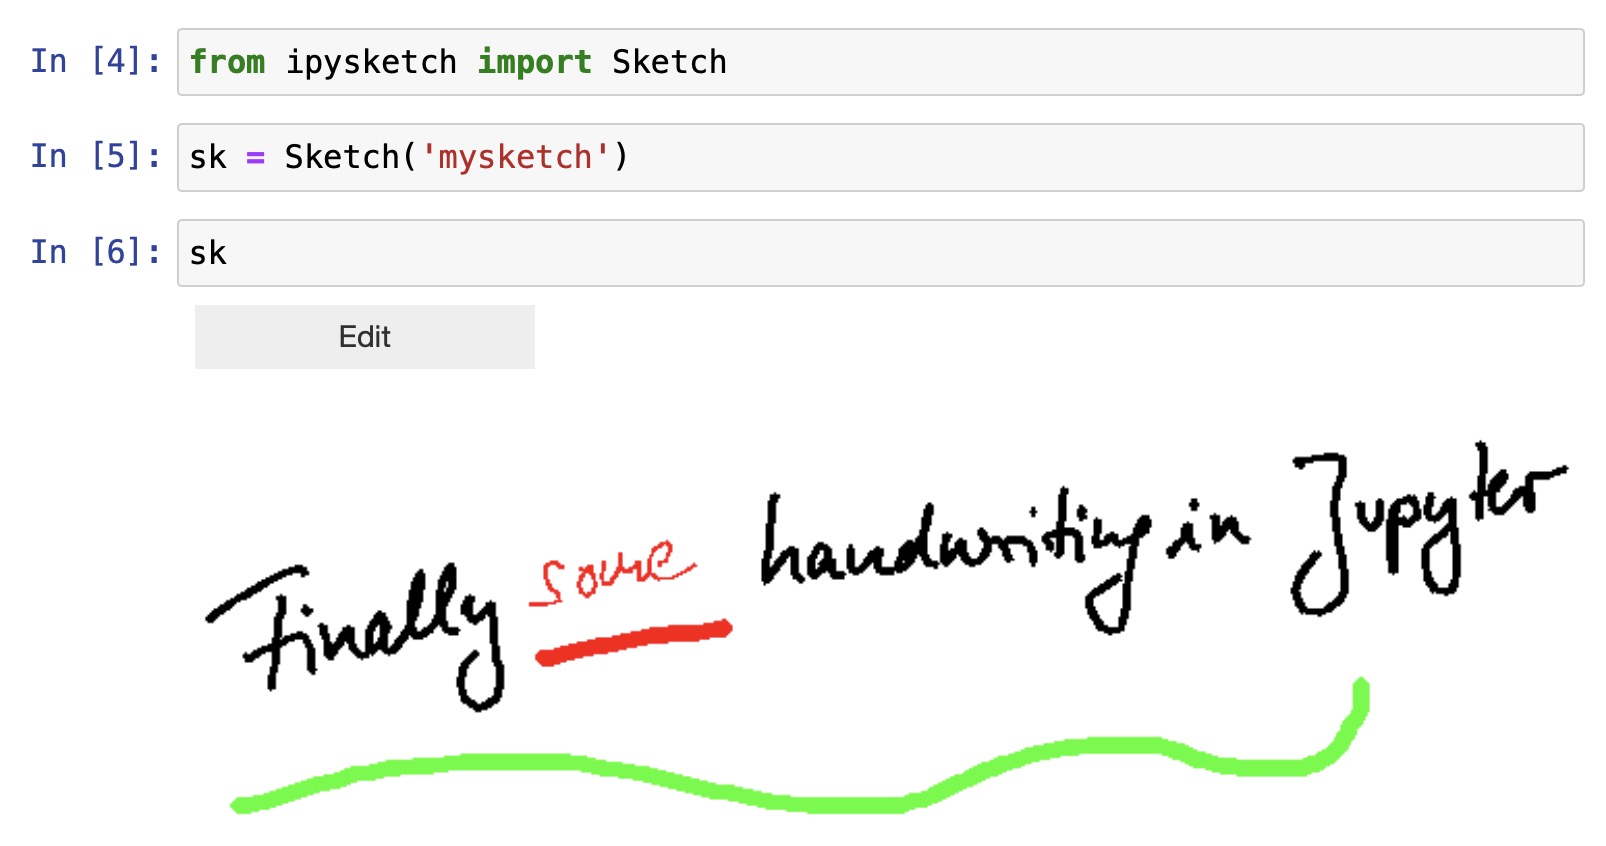 In [4]: from ipysketch import Sketch
In [5]: sk = Sketch('mysketch')
In [6]: sk
Edit
Finally some handwriting in Jupyter